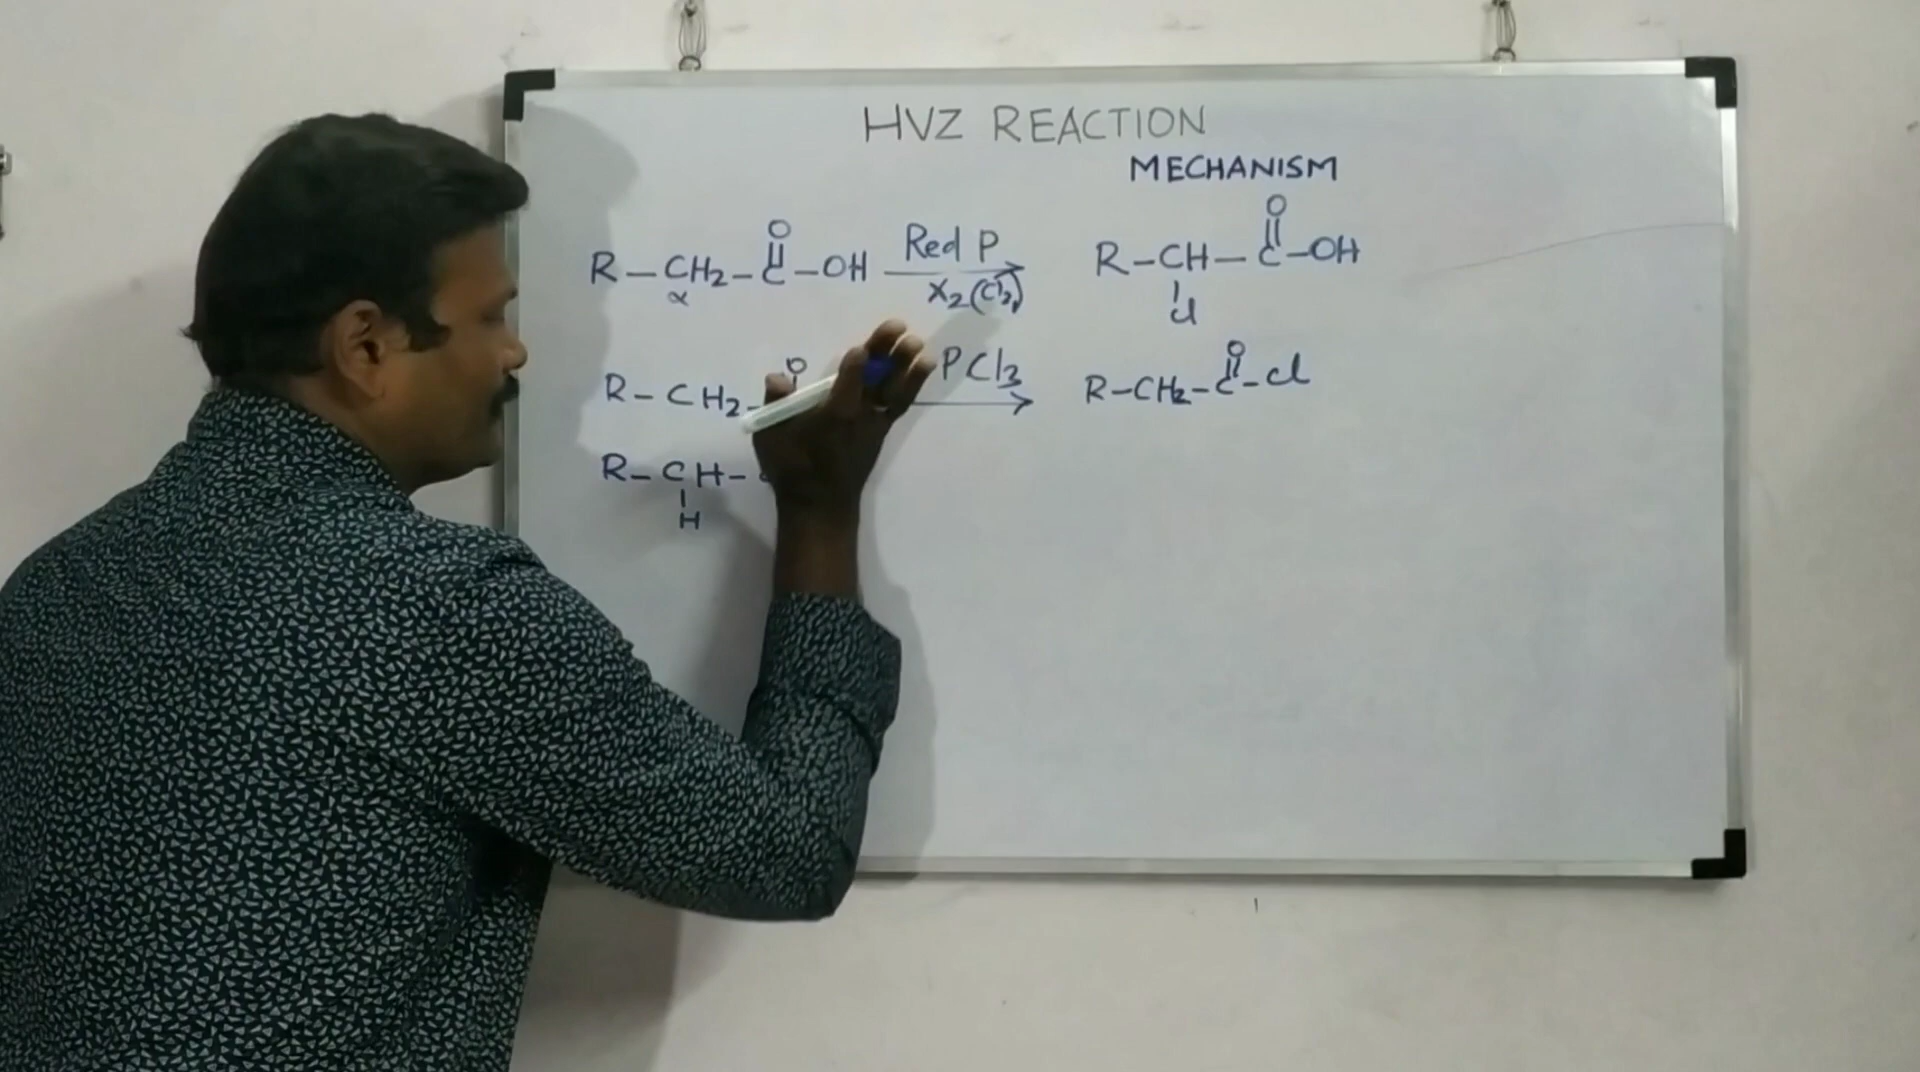 HVZ REACTION
MECHANISM
R-CH2-C-OH Red P X2(Cl2) R-CH-C-OH
O O
α Cl
R-CH2- PCl3 R-CH2-C-Cl
O O
R-CH-
H